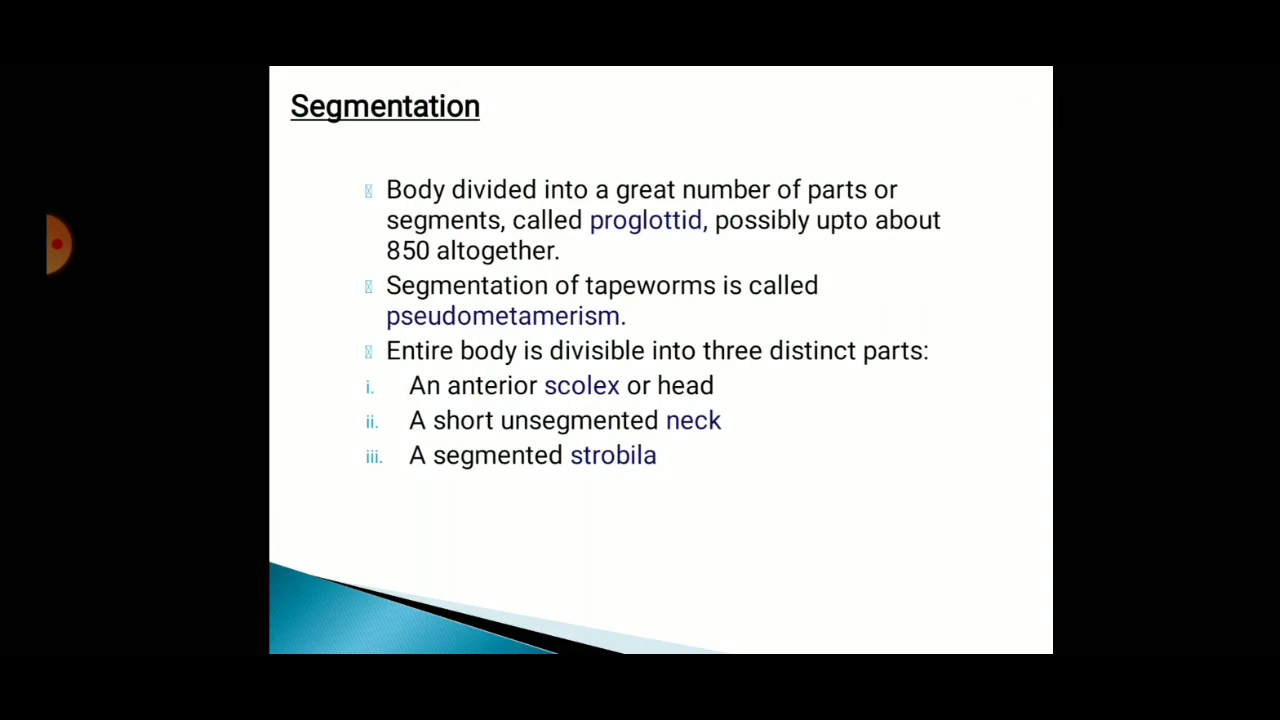 Segmentation
Body divided into a great number of parts or
segments, called proglottid, possibly upto about
850 altogether.
Segmentation of tapeworms is called
pseudometamerism.
Entire body is divisible into three distinct parts:
i. An anterior scolex or head
ii. A short unsegmented neck
iii. A segmented strobila